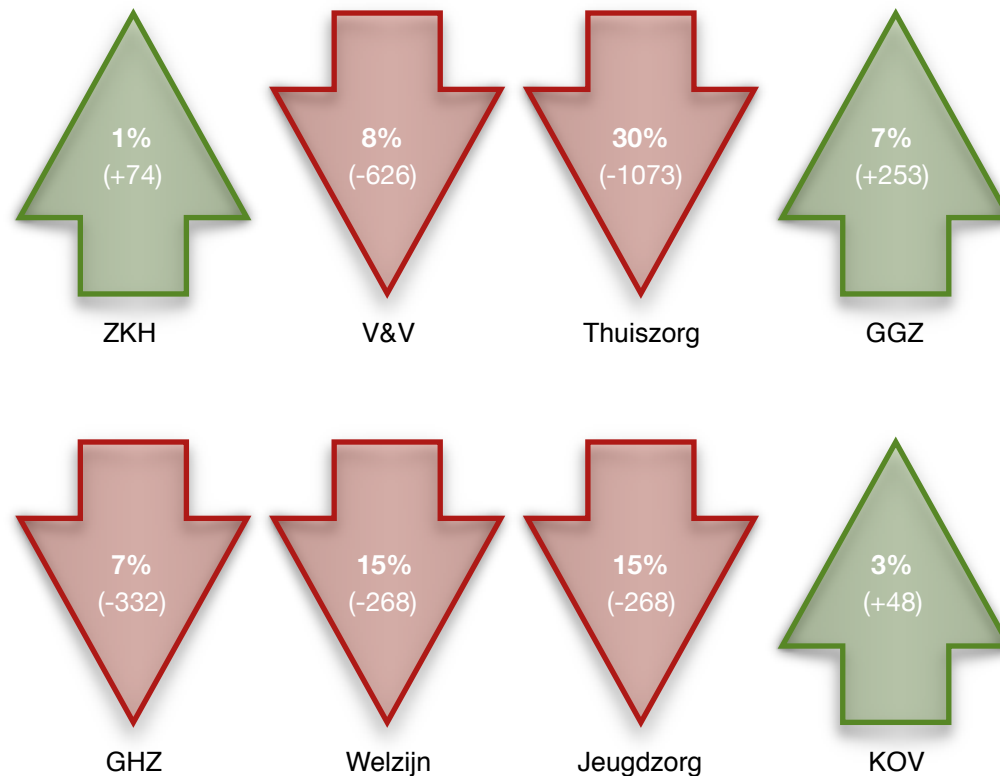 1%
(+74)
8%
(-626)
30%
(-1073)
7%
(+253)
ZKH
V&V
Thuiszorg
GGZ
7%
(-332)
15%
(-268)
15%
(-268)
3%
(+48)
GHZ
Welzijn
Jeugdzorg
KOV